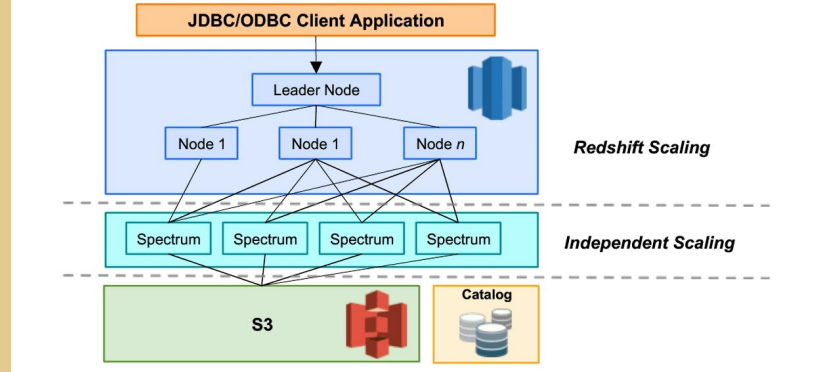 JDBC/ODBC Client Application
Leader Node
Node 1
Node 1
Node n
Redshift Scaling
Spectrum
Spectrum
Spectrum
Spectrum
Independent Scaling
S3
Catalog